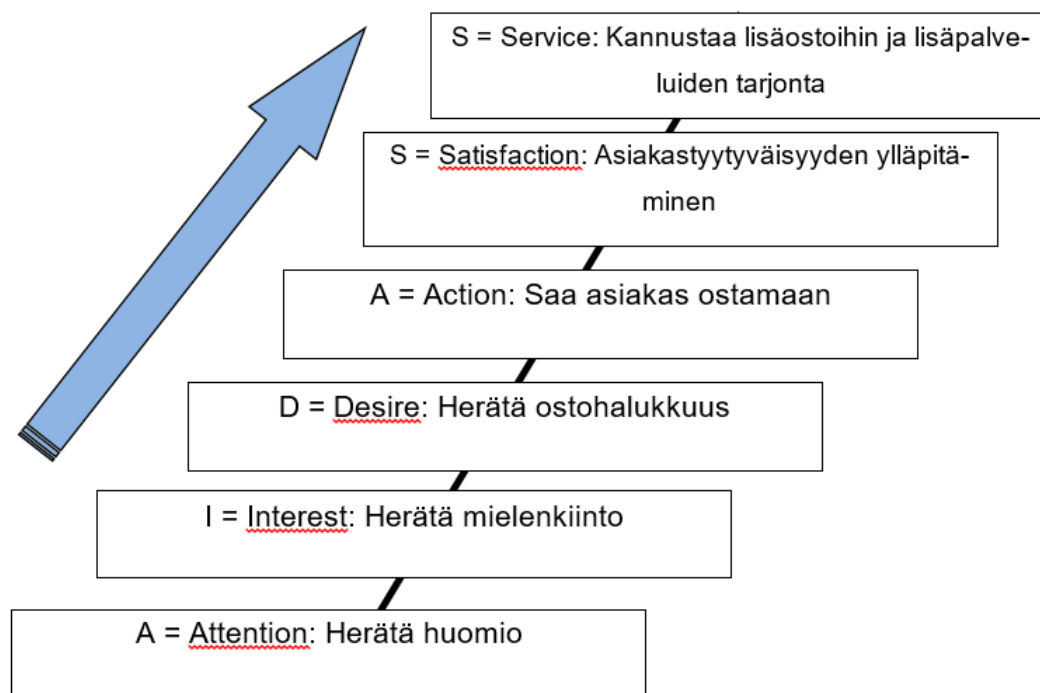 S = Service: Kannustaa lisäostoihin ja lisäpalve-
luiden tarjonta
S = Satisfaction: Asiakastyytyväisyyden ylläpitä-
minen
A = Action: Saa asiakas ostamaan
D = Desire: Herätä ostohalukkuus
I = Interest: Herätä mielenkiinto
A = Attention: Herätä huomio